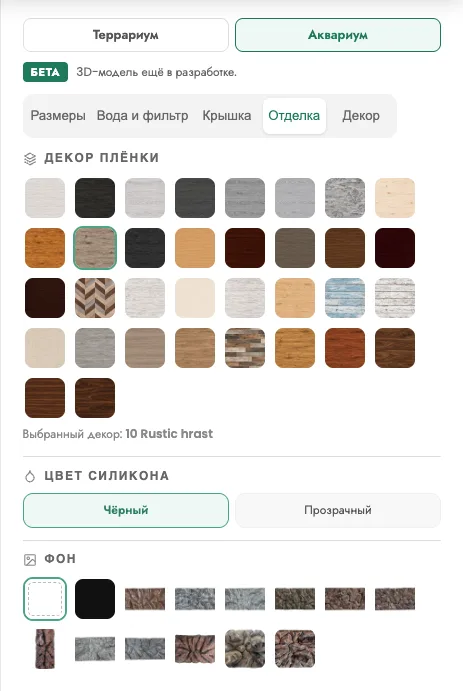 Террариум
Аквариум
БЕТА 3D-модель ещё в разработке.
Размеры Вода и фильтр Крышка Отделка Декор
ДЕКОР ПЛЁНКИ
Выбранный декор: 10 Rustic hrast
ЦВЕТ СИЛИКОНА
Чёрный
Прозрачный
ФОН